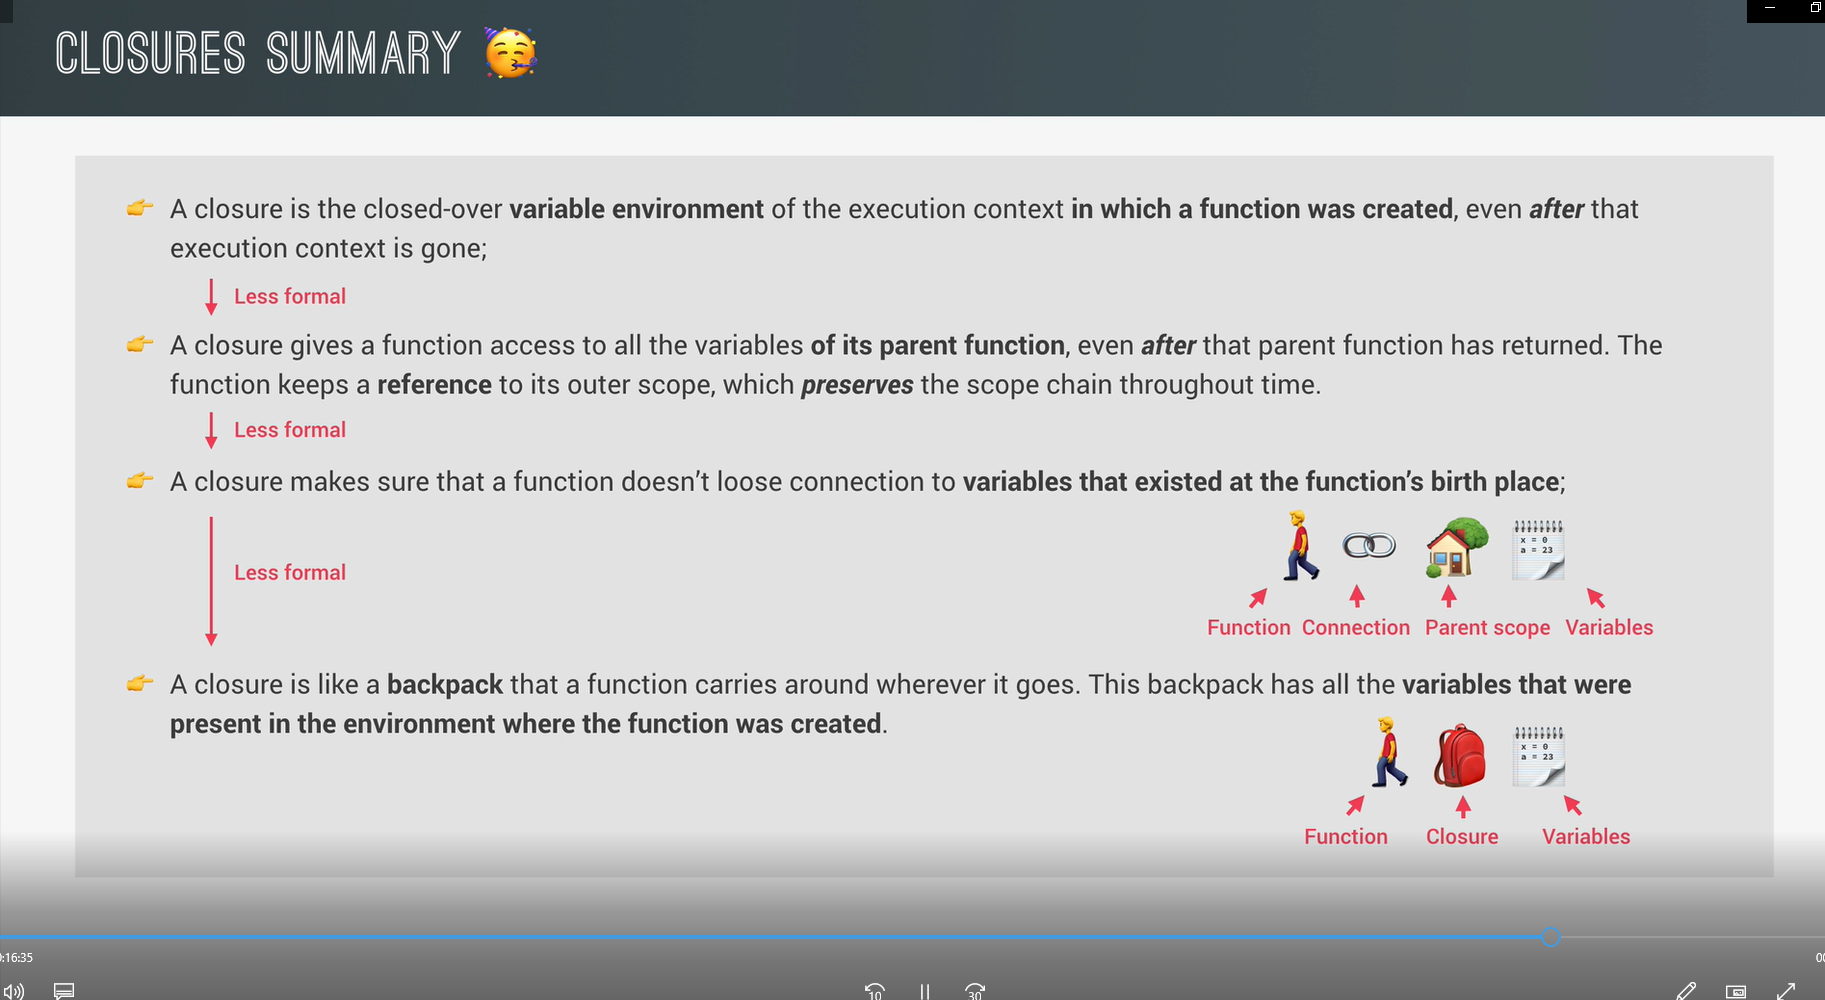 CLOSURES SUMMARY
A closure is the closed-over variable environment of the execution context in which a function was created, even after that
execution context is gone;
Less formal
A closure gives a function access to all the variables of its parent function, even after that parent function has returned. The
function keeps a reference to its outer scope, which preserves the scope chain throughout time.
Less formal
A closure makes sure that a function doesn’t loose connection to variables that existed at the function’s birth place;
x = 0
a = 23
Less formal
Function Connection Parent scope Variables
A closure is like a backpack that a function carries around wherever it goes. This backpack has all the variables that were
present in the environment where the function was created.
x = 0
a = 23
Function Closure Variables
:16:35
00
10
30